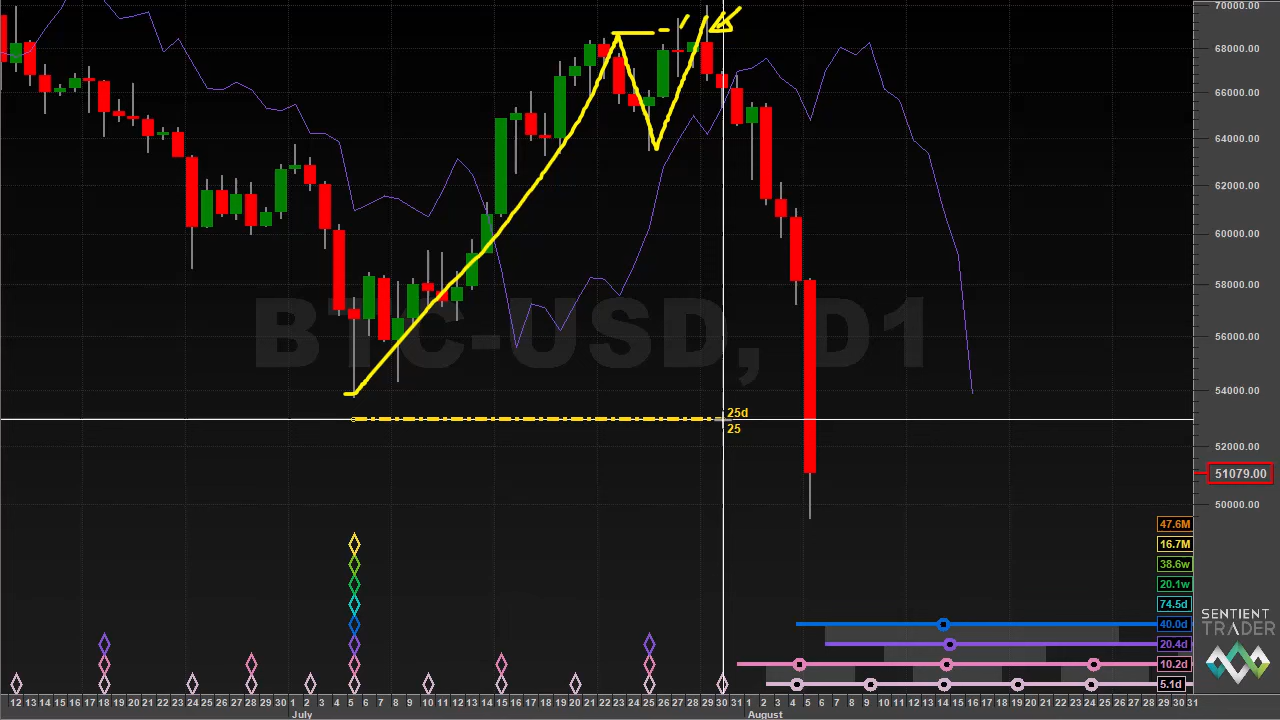 BTC-USD, D1
70000.00
68000.00
66000.00
64000.00
62000.00
60000.00
58000.00
56000.00
54000.00
52000.00
51079.00
50000.00
25d
25
47.6M
16.7M
38.6w
20.1w
74.5d
40.0d
20.4d
10.2d
5.1d
SENTIENT
TRADER
12 13 14 15 16 17 18 19 20 21 22 23 24 25 26 27 28 29 30 1 2 3 4 5 6 7 8 9 10 11 12 13 14 15 16 17 18 19 20 21 22 23 24 25 26 27 28 29 30 31 1 2 3 4 5 6 7 8 9 10 11 12 13 14 15 16 17 18 19 20 21 22 23 24 25 26 27 28 29 30 31
July August